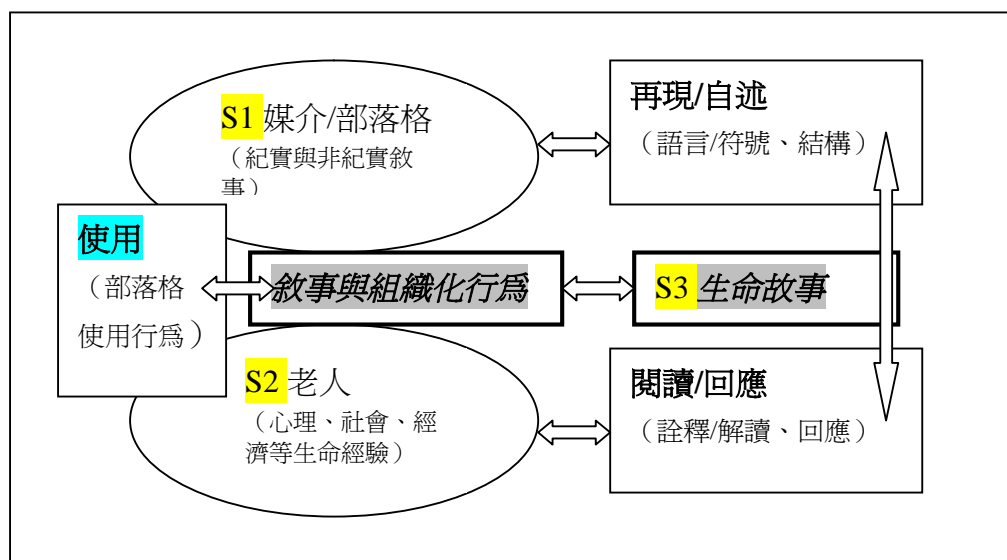 S1 媒介/部落格
（紀實與非紀實敘
事）
再現/自述
（語言/符號、結構）
使用
（部落格
使用行為）
敘事與組織化行為
S3 生命故事
S2 老人
（心理、社會、經
濟等生命經驗）
閱讀/回應
（詮釋/解讀、回應）